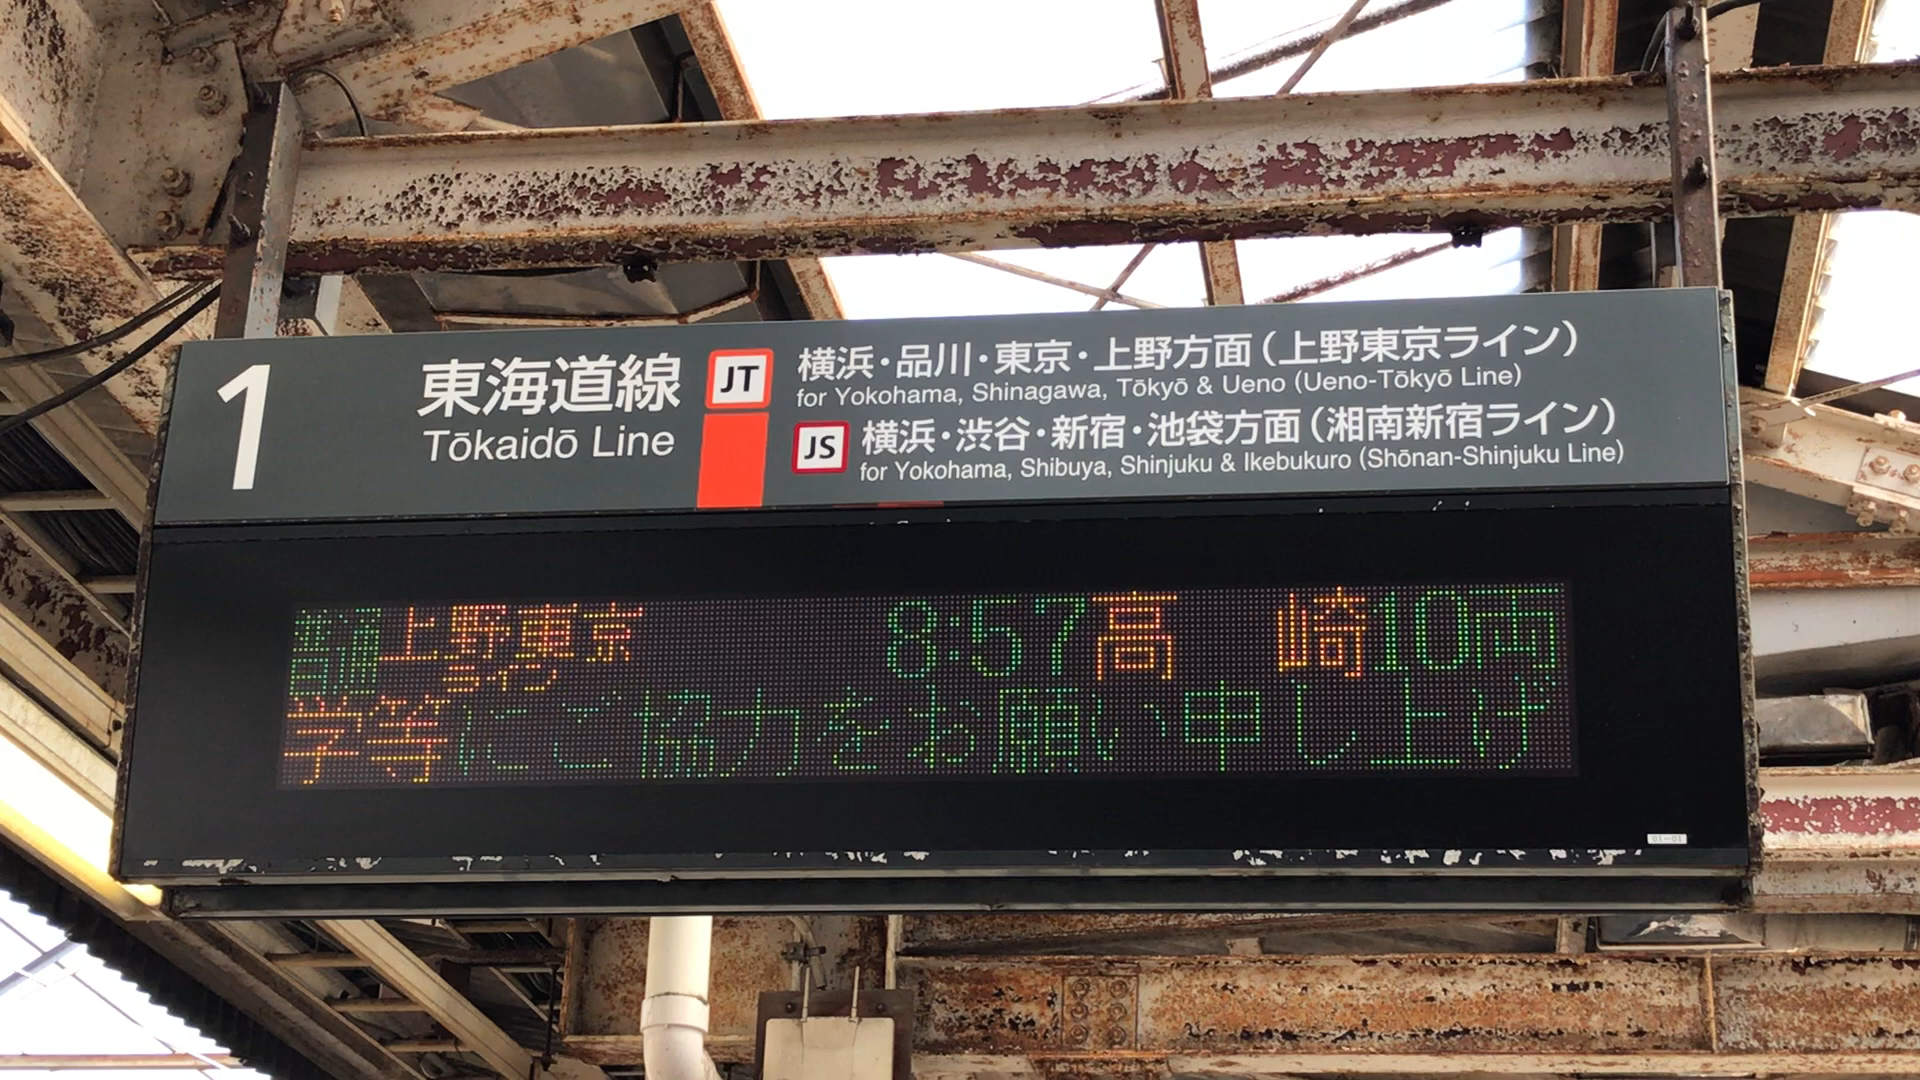 1
東海道線
Tōkaidō Line
JT
横浜・品川・東京・上野方面(上野東京ライン)
for Yokohama, Shinagawa, Tōkyō & Ueno (Ueno-Tōkyō Line)
JS
横浜・渋谷・新宿・池袋方面(湘南新宿ライン)
for Yokohama, Shibuya, Shinjuku & Ikebukuro (Shōnan-Shinjuku Line)
普通 上野東京ライン 8:57 高 崎 10両
学等にご協力をお願い申し上げ